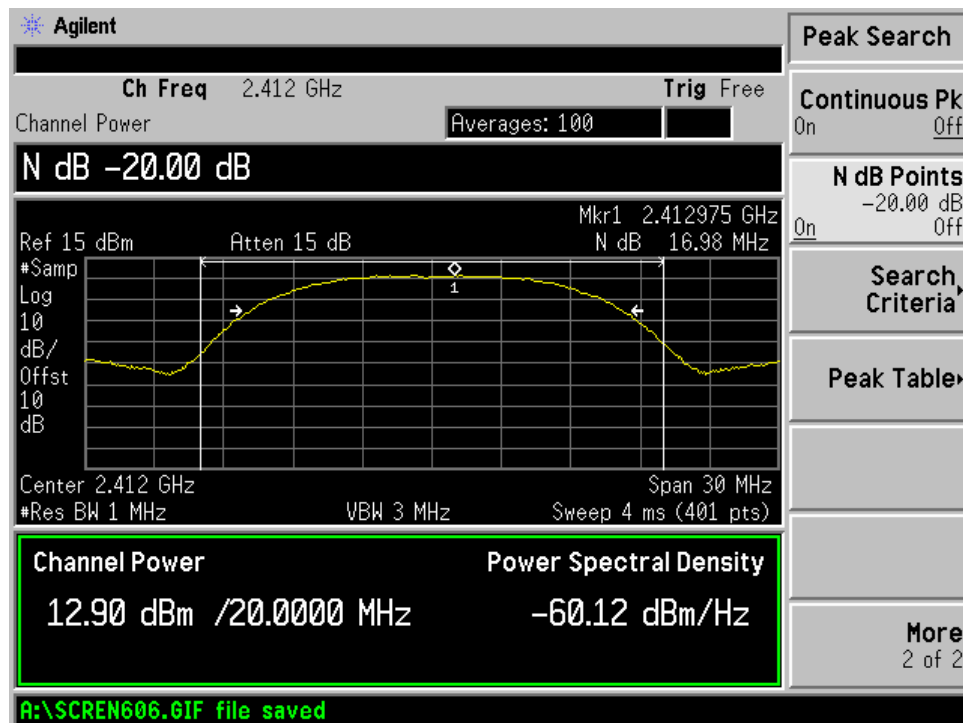 Agilent
Peak Search
Ch Freq 2.412 GHz Trig Free
Channel Power Averages: 100
Continuous Pk
On Off
N dB -20.00 dB
N dB Points
-20.00 dB
On Off
Mkr1 2.412975 GHz
Ref 15 dBm Atten 15 dB N dB 16.98 MHz
#Samp
Log
10
dB/
Offst
10
dB
1
Search
Criteria
Peak Table
Center 2.412 GHz Span 30 MHz
#Res BW 1 MHz VBW 3 MHz Sweep 4 ms (401 pts)
Channel Power Power Spectral Density
12.90 dBm /20.0000 MHz -60.12 dBm/Hz
More
2 of 2
A:\SCREN606.GIF file saved